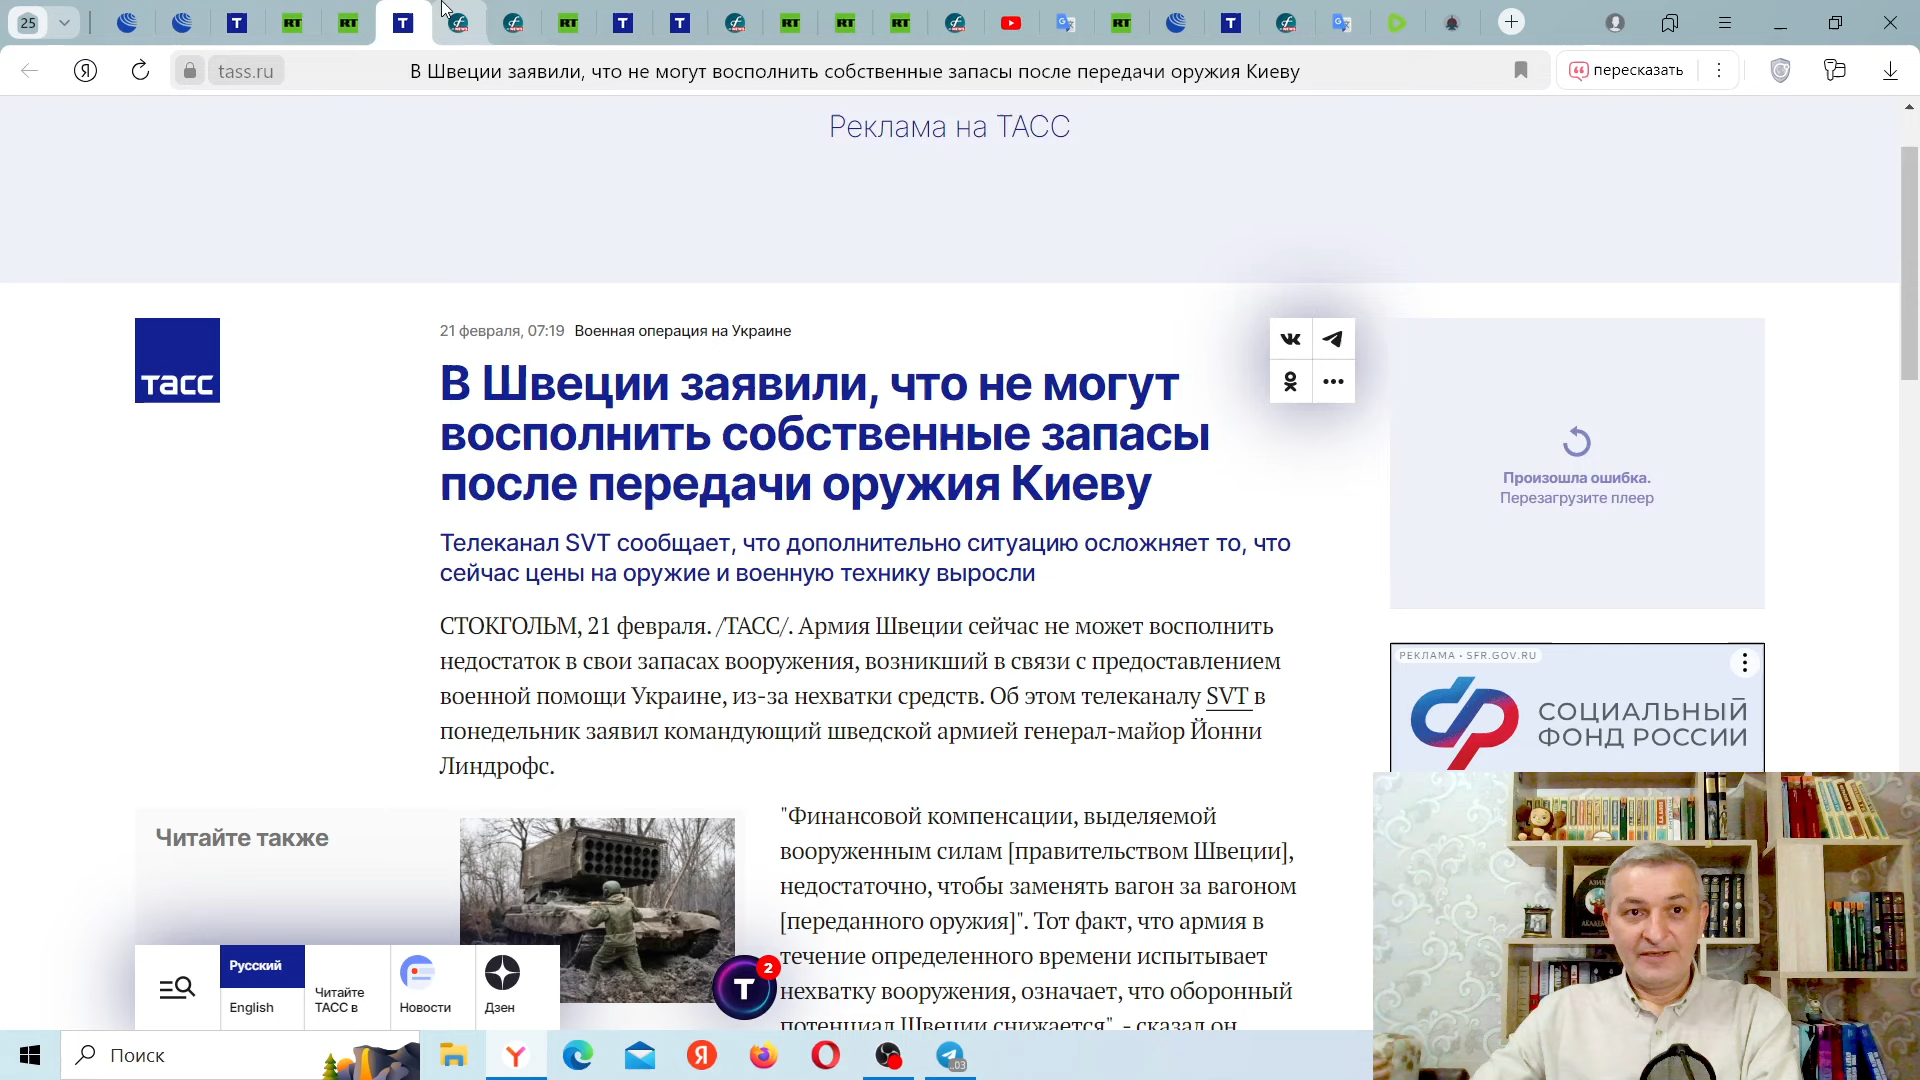 25
tass.ru
В Швеции заявили, что не могут восполнить собственные запасы после передачи оружия Киеву
пересказать
Реклама на ТАСС
тасс
21 февраля, 07:19 Военная операция на Украине
В Швеции заявили, что не могут
восполнить собственные запасы
после передачи оружия Киеву
Телеканал SVT сообщает, что дополнительно ситуацию осложняет то, что
сейчас цены на оружие и военную технику выросли
СТОКГОЛЬМ, 21 февраля. /ТАСС/. Армия Швеции сейчас не может восполнить
недостаток в свои запасах вооружения, возникший в связи с предоставлением
военной помощи Украине, из-за нехватки средств. Об этом телеканалу SVT в
понедельник заявил командующий шведской армией генерал-майор Йонни
Линдрофс.
"Финансовой компенсации, выделяемой
вооруженным силам [правительством Швеции],
недостаточно, чтобы заменять вагон за вагоном
[переданного оружия]". Тот факт, что армия в
течение определенного времени испытывает
нехватку вооружения, означает, что оборонный
потенциал Швеции снижается", - сказал он
Читайте также
Произошла ошибка.
Перезагрузите плеер
РЕКЛАМА • SFR.GOV.RU
СОЦИАЛЬНЫЙ
ФОНД РОССИИ
Русский
English
Читайте
ТАСС в
Новости
Дзен
T
2
Поиск